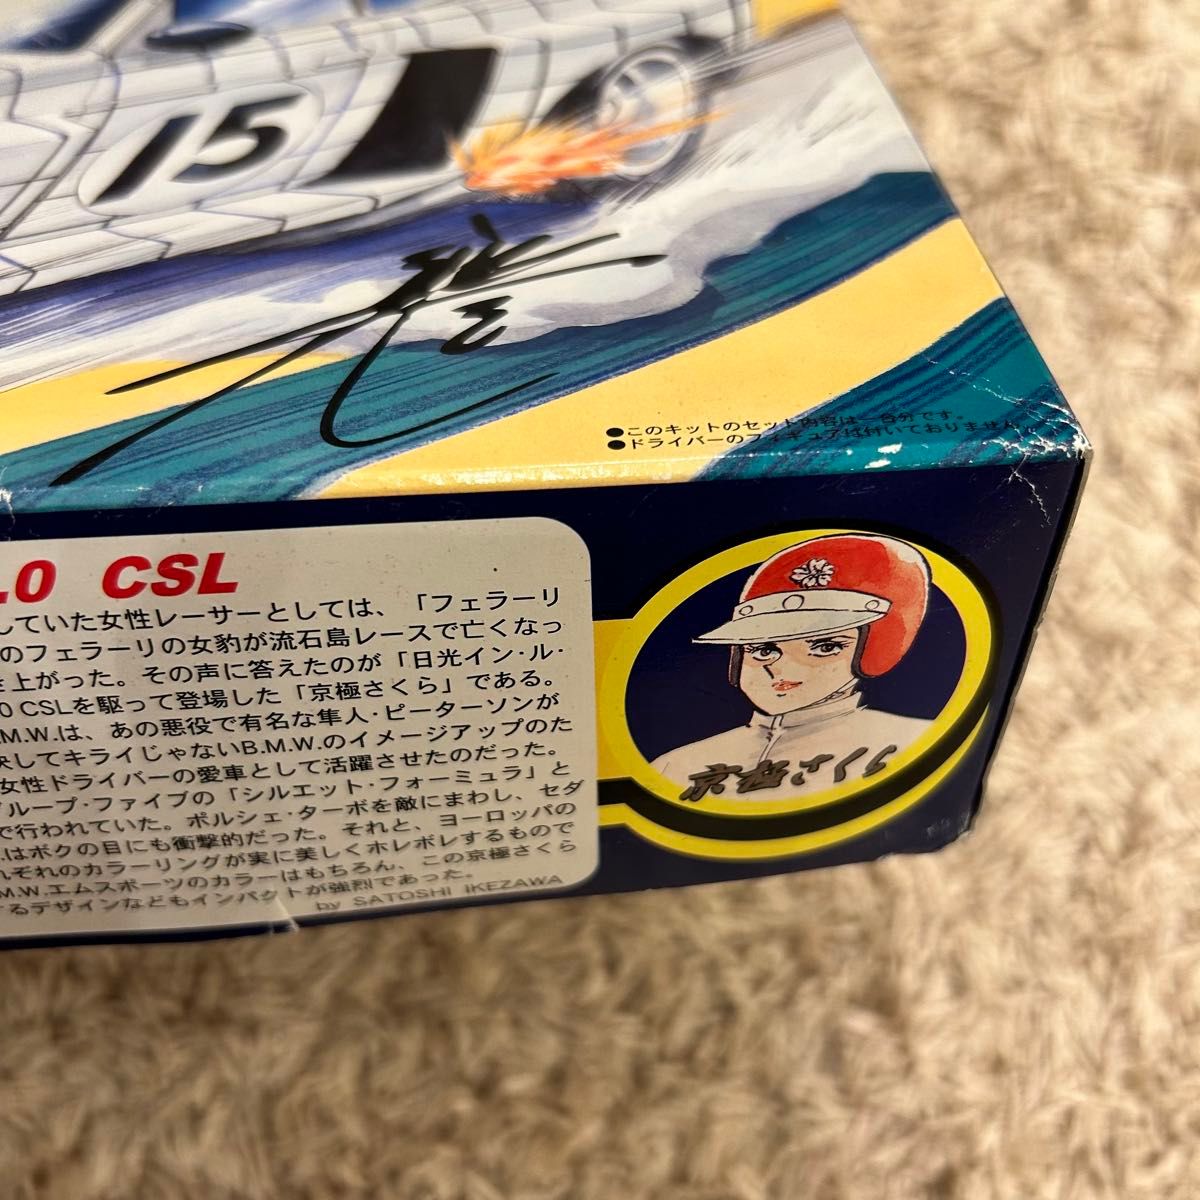 15
●このキットのセット内容は一台分です。
●ドライバーのフィギュアは付いておりません。
.0 CSL
していた女性レーサーとしては、「フェラーリ
のフェラーリの女豹が流石島レースで亡くなっ
上がった。その声に答えたのが「日光イン・ル・
0 CSLを駆って登場した「京極さくら」である。
.M.W.は、あの悪役で有名な隼人・ピーターソンが
決してキライじゃないB.M.W.のイメージアップのた
女性ドライバーの愛車として活躍させたのだった。
グループ・ファイブの「シルエット・フォーミュラ」と
で行われていた。ポルシェ・ターボを敵にまわし、セダ
はボクの目にも衝撃的だった。それと、ヨーロッパの
れぞれのカラーリングが実に美しくホレボレするもので
.M.W.エムスポーツのカラーはもちろん、この京極さくら
するデザインなどもインパクトが強烈であった。
by SATOSHI IKEZAWA
京極さくら